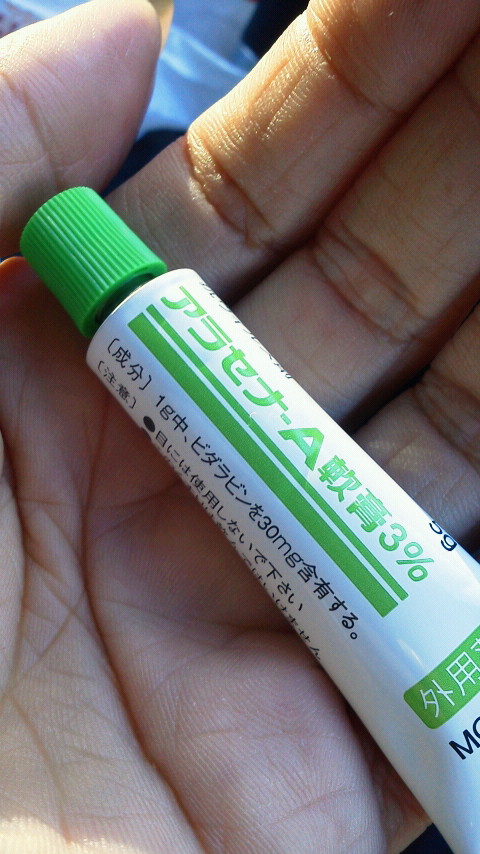 アラセナ-A軟膏3%
5g
〔成分〕1g中、ビダラビンを30mg含有する。
〔注意〕
●目には使用しないで下さい
外用